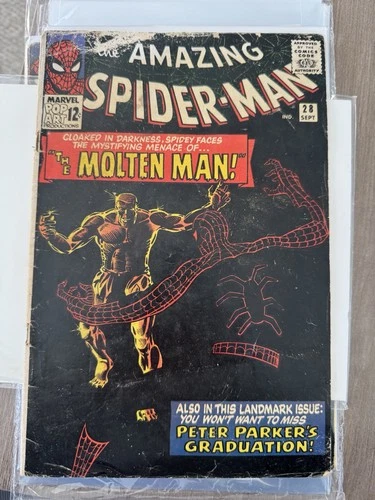 THE AMAZING
SPIDER-MAN
APPROVED
BY THE
COMICS
CODE
AUTHORITY
MARVEL
POP
ART
PRODUCTIONS
12¢
IND.
28
SEPT
CLOAKED IN DARKNESS, SPIDEY FACES
THE MYSTIFYING MENACE OF...
"THE MOLTEN MAN!"
ALSO IN THIS LANDMARK ISSUE:
YOU WON'T WANT TO MISS
PETER PARKER'S
GRADUATION!